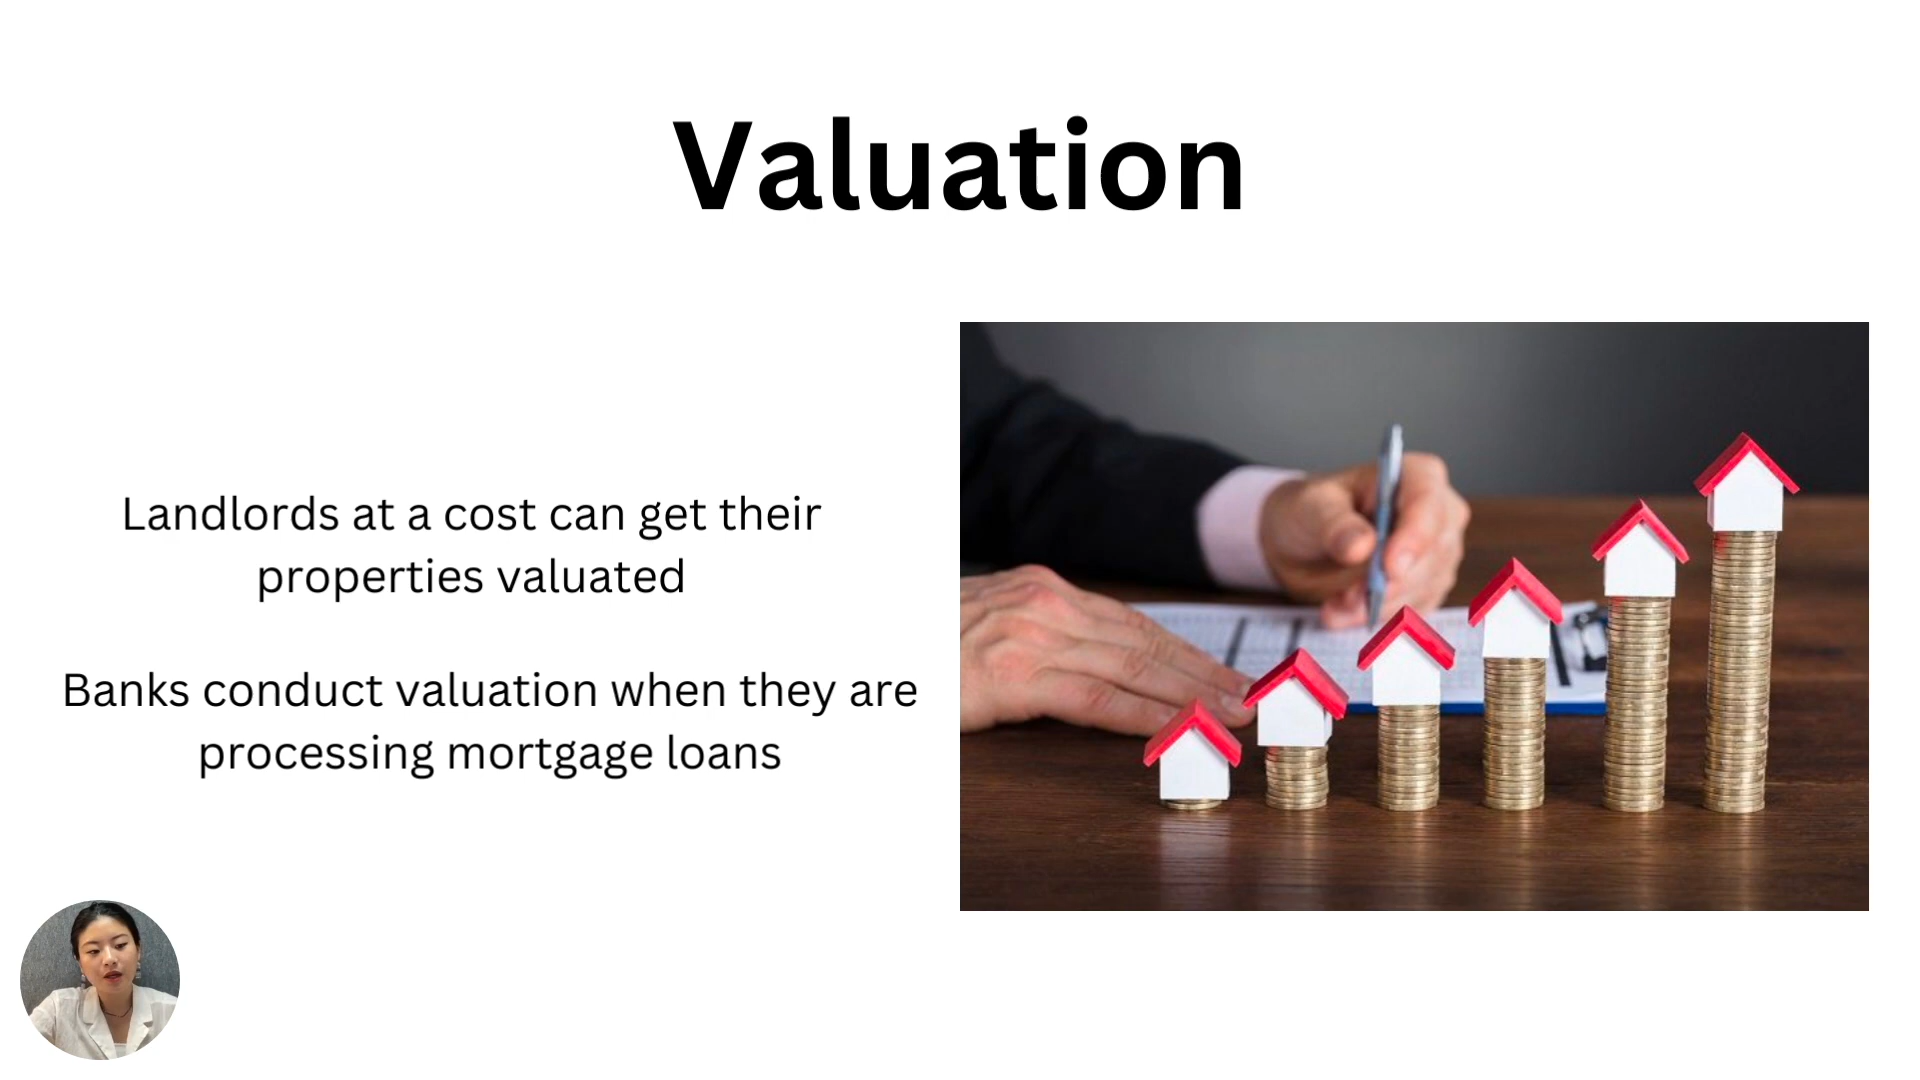 Valuation
Landlords at a cost can get their
properties valuated
Banks conduct valuation when they are
processing mortgage loans